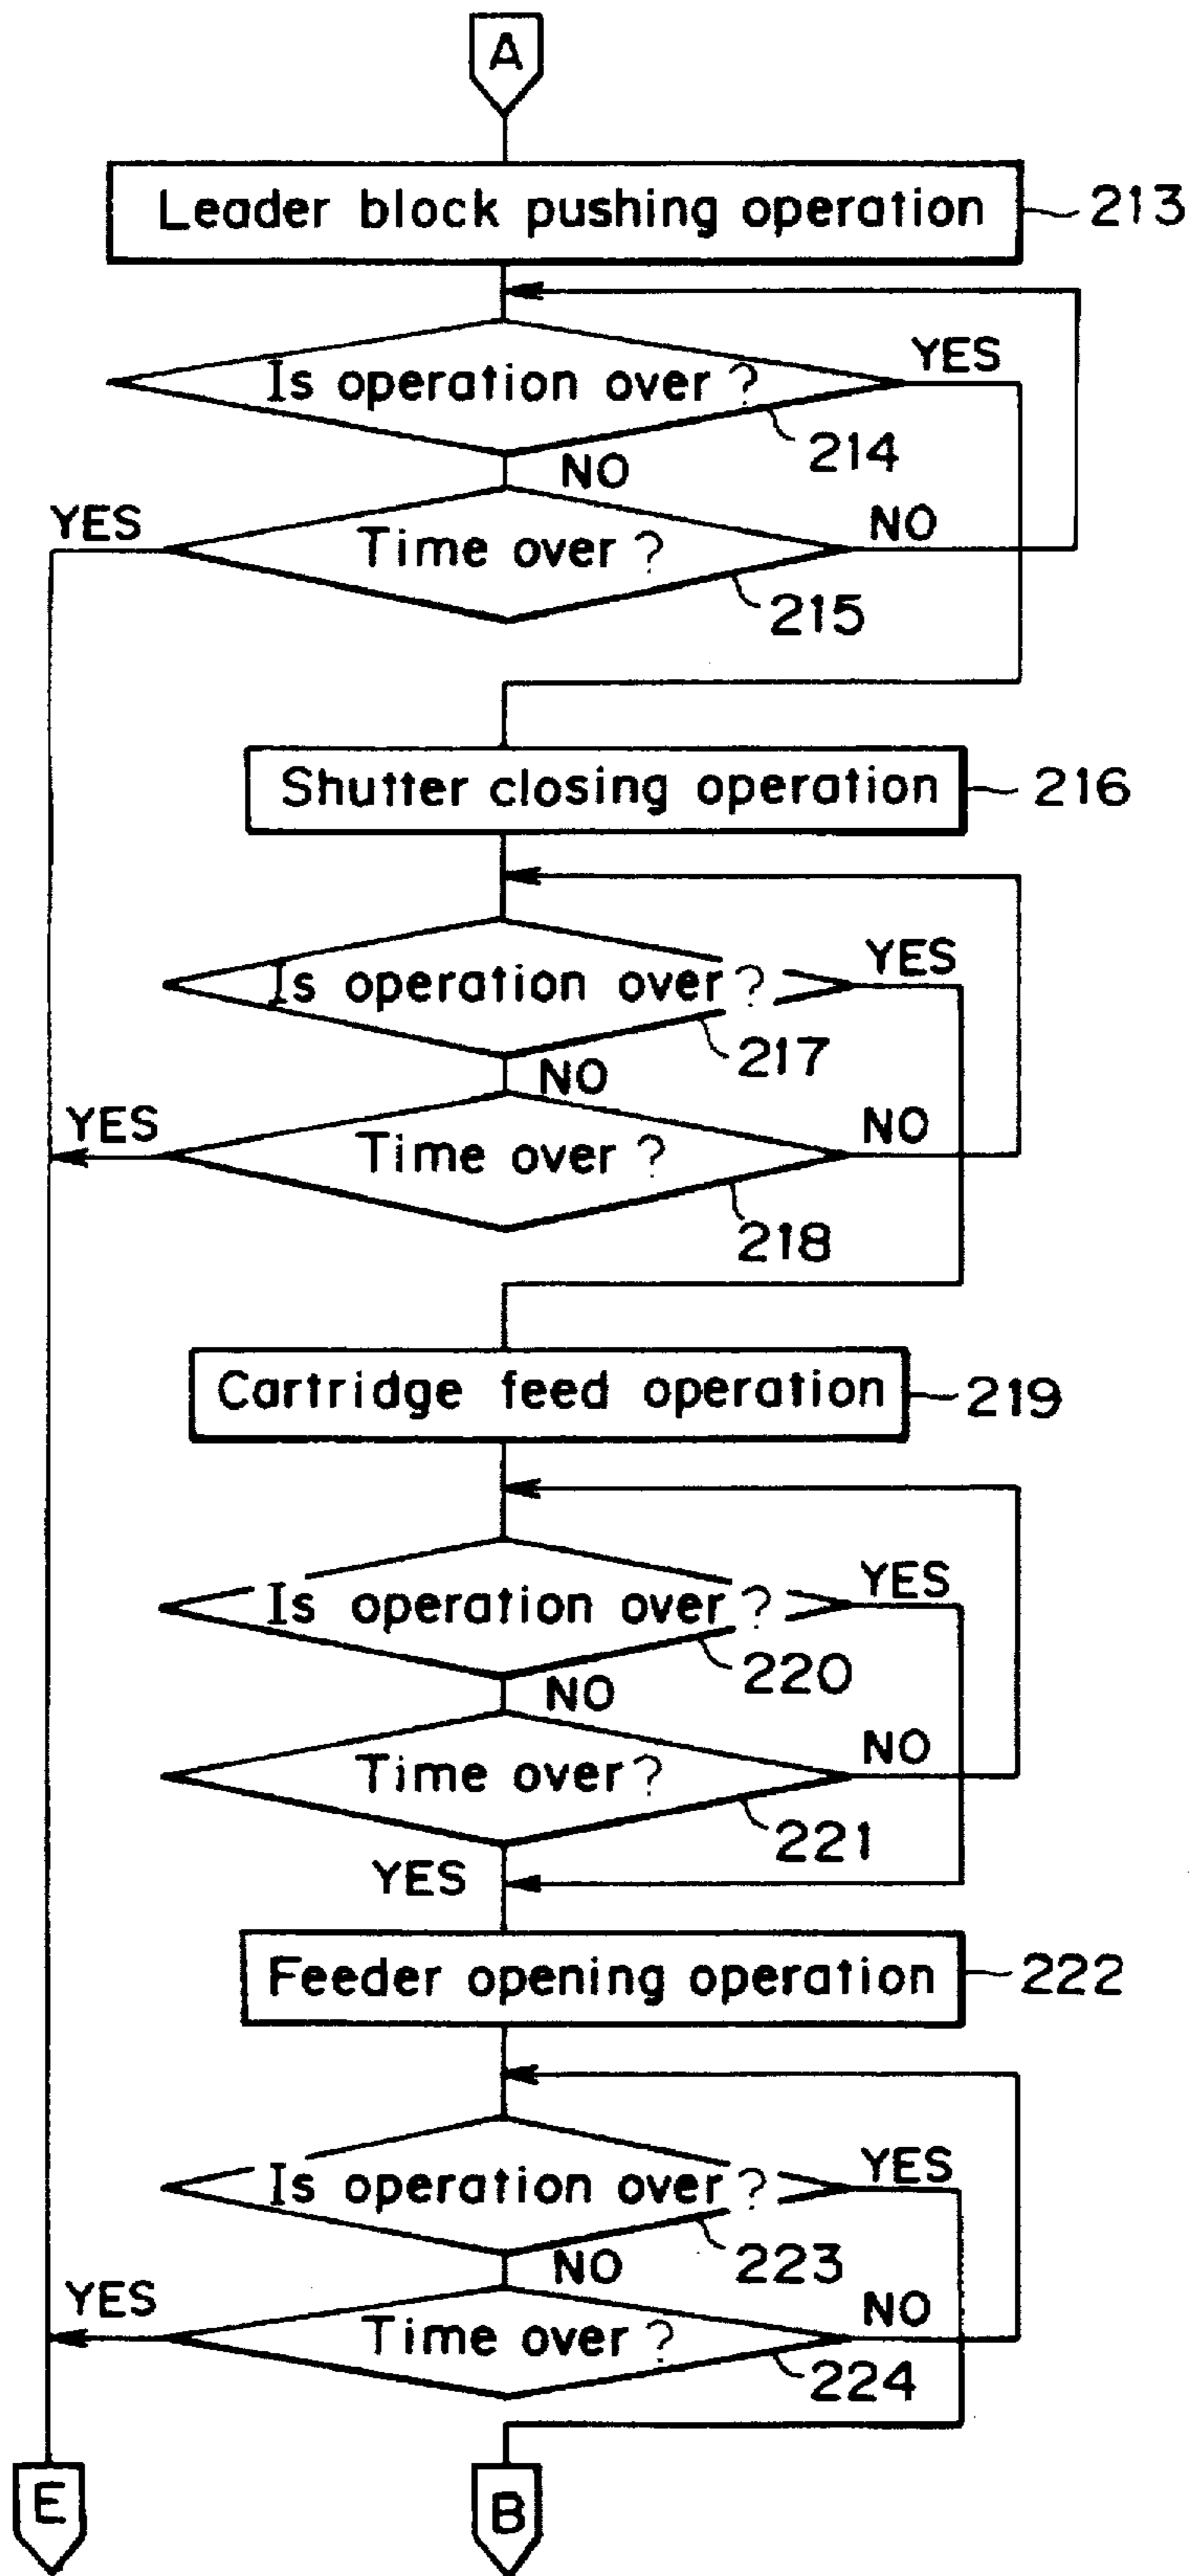 A
Leader block pushing operation
213
YES
Is operation over?
214
NO
YES
Time over?
NO
215
Shutter closing operation
216
YES
Is operation over?
217
NO
YES
Time over?
NO
218
Cartridge feed operation
219
YES
Is operation over?
220
NO
Time over?
NO
221
YES
Feeder opening operation
222
YES
Is operation over?
223
NO
YES
Time over?
NO
224
E
B